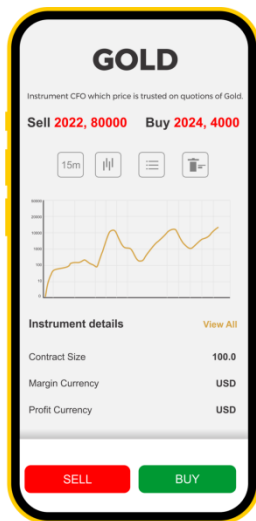 GOLD
Instrument CFO which price is trusted on quotions of Gold.
Sell 2022, 80000 Buy 2024, 4000
15m
Instrument details View All
Contract Size 100.0
Margin Currency USD
Profit Currency USD
SELL BUY